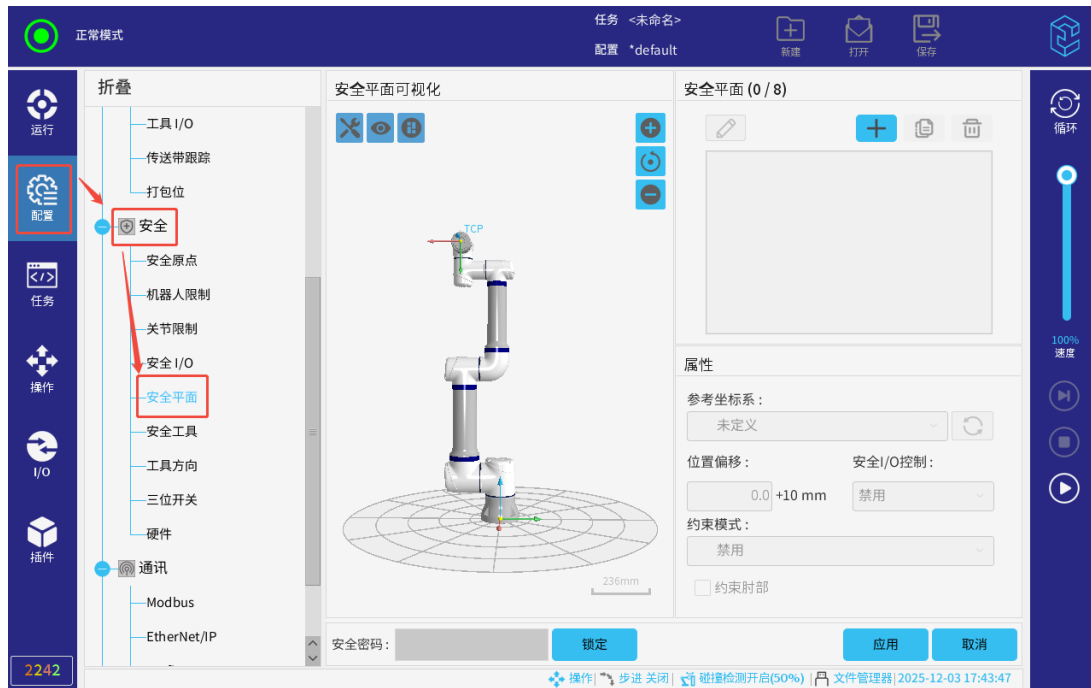 正常模式
任务 <未命名>
配置 *default
新建
打开
保存
运行
配置
任务
操作
I/O
插件
2242
折叠
工具 I/O
传送带跟踪
打包位
安全
安全原点
机器人限制
关节限制
安全 I/O
安全平面
安全工具
工具方向
三位开关
硬件
通讯
Modbus
EtherNet/IP
安全平面可视化
TCP
236mm
安全平面 (0 / 8)
属性
参考坐标系 :
未定义
位置偏移 :
安全I/O控制 :
0.0 +10 mm
禁用
约束模式 :
禁用
约束肘部
安全密码 :
锁定
应用
取消
循环
100%
速度
操作| 步进 关闭| 碰撞检测开启(50%) | 文件管理器| 2025-12-03 17:43:47